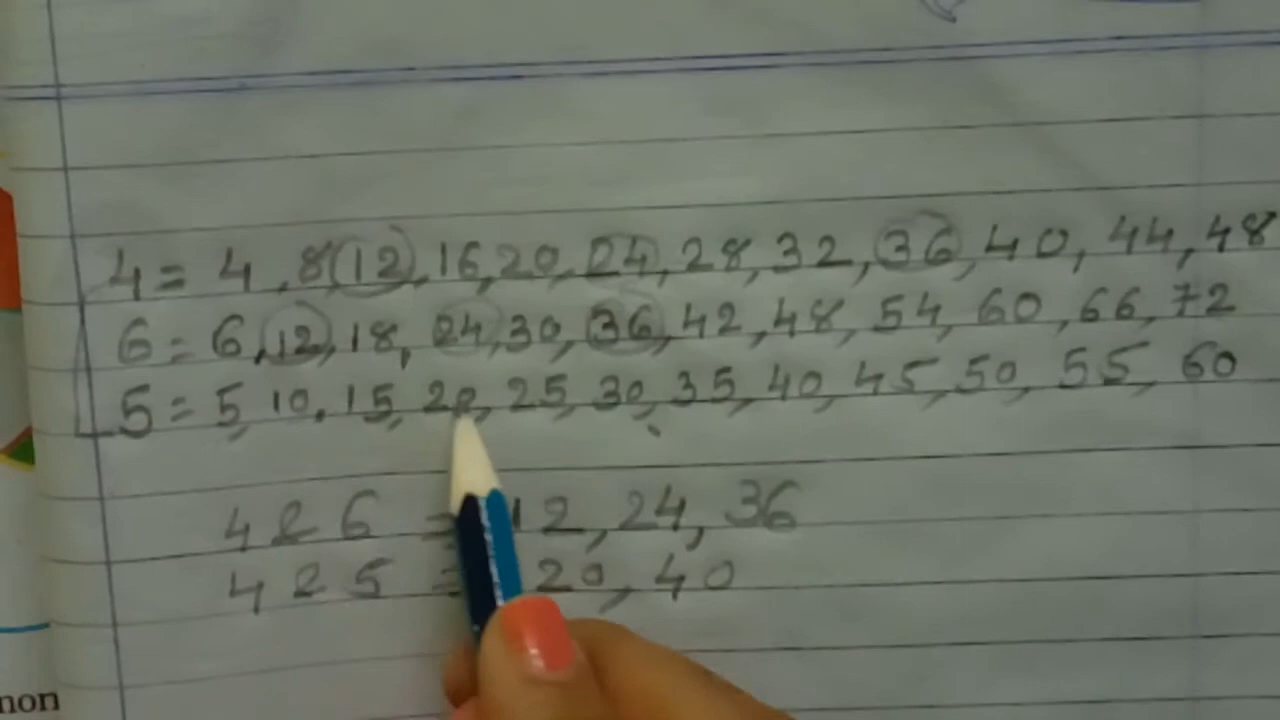 4 = 4, 8, 12, 16, 20, 24, 28, 32, 36, 40, 44, 48
6 = 6, 12, 18, 24, 30, 36, 42, 48, 54, 60, 66, 72
5 = 5, 10, 15, 20, 25, 30, 35, 40, 45, 50, 55, 60
4 & 6 = 12, 24, 36
4 & 5 = 20, 40